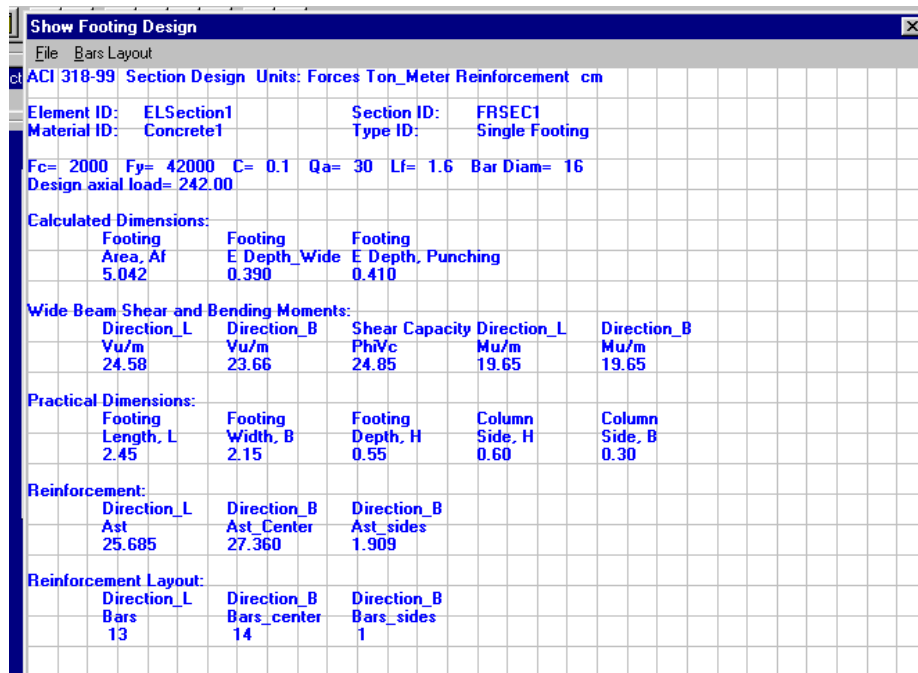 Show Footing Design
File Bars Layout
ACI 318-99 Section Design Units: Forces Ton_Meter Reinforcement cm
Element ID: ELSection1 Section ID: FRSEC1
Material ID: Concrete1 Type ID: Single Footing
Fc= 2000 Fy= 42000 C= 0.1 Qa= 30 Lf= 1.6 Bar Diam= 16
Design axial load= 242.00
Calculated Dimensions:
Footing Footing Footing
Area, Af E Depth_Wide E Depth, Punching
5.042 0.390 0.410
Wide Beam Shear and Bending Moments:
Direction_L Direction_B Shear Capacity Direction_L Direction_B
Vu/m Vu/m PhiVc Mu/m Mu/m
24.58 23.66 24.85 19.65 19.65
Practical Dimensions:
Footing Footing Footing Column Column
Length, L Width, B Depth, H Side, H Side, B
2.45 2.15 0.55 0.60 0.30
Reinforcement:
Direction_L Direction_B Direction_B
Ast Ast_Center Ast_sides
25.685 27.360 1.909
Reinforcement Layout:
Direction_L Direction_B Direction_B
Bars Bars_center Bars_sides
13 14 1